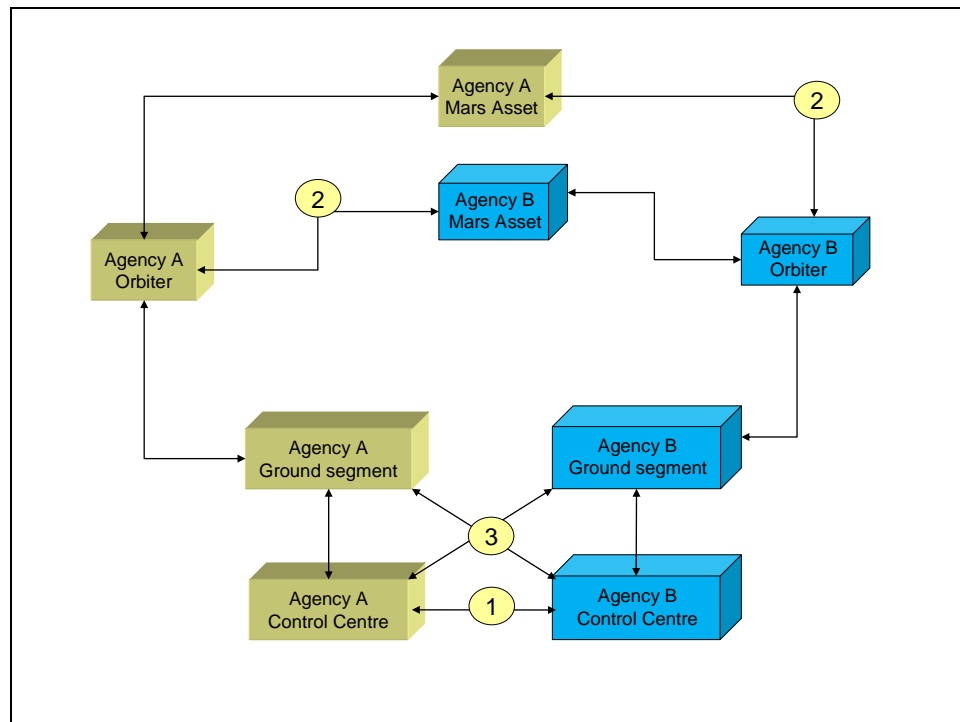 Agency A
Mars Asset
2
2
Agency B
Mars Asset
Agency A
Orbiter
Agency B
Orbiter
Agency A
Ground segment
Agency B
Ground segment
3
Agency A
Control Centre
1
Agency B
Control Centre